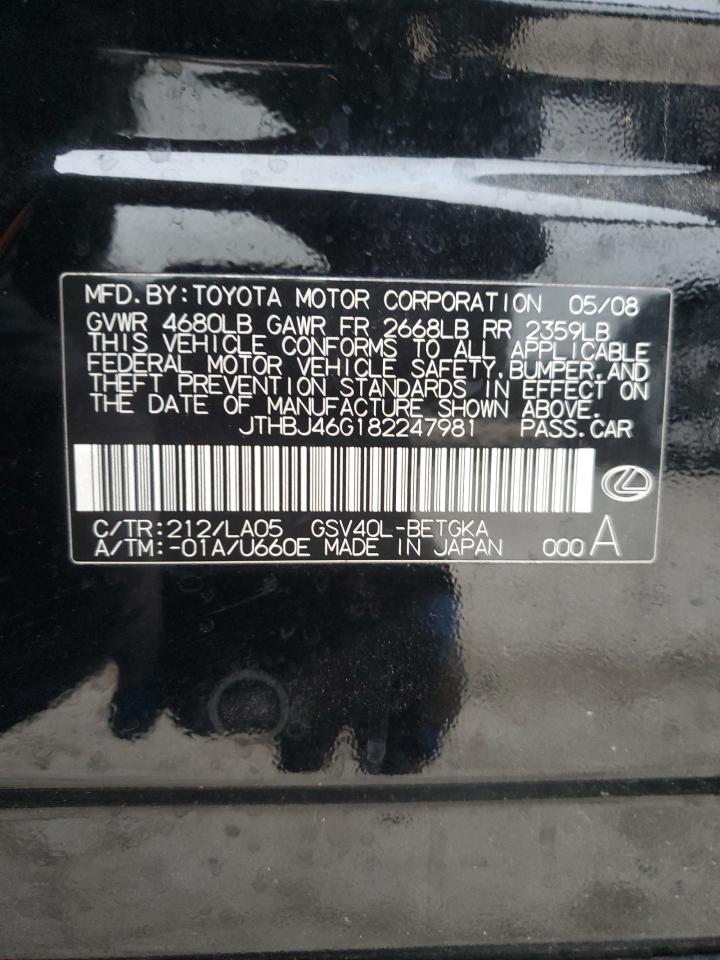 MFD.BY:TOYOTA MOTOR CORPORATION 05/08
GVWR 4680LB GAWR FR 2668LB RR 2359LB
THIS VEHICLE CONFORMS TO ALL APPLICABLE
FEDERAL MOTOR VEHICLE SAFETY,BUMPER,AND
THEFT PREVENTION STANDARDS IN EFFECT ON
THE DATE OF MANUFACTURE SHOWN ABOVE.
JTHBJ46G182247981 PASS.CAR
C/TR:212/LA05 GSV40L-BETGKA
A/TM:-01A/U660E MADE IN JAPAN 000 A